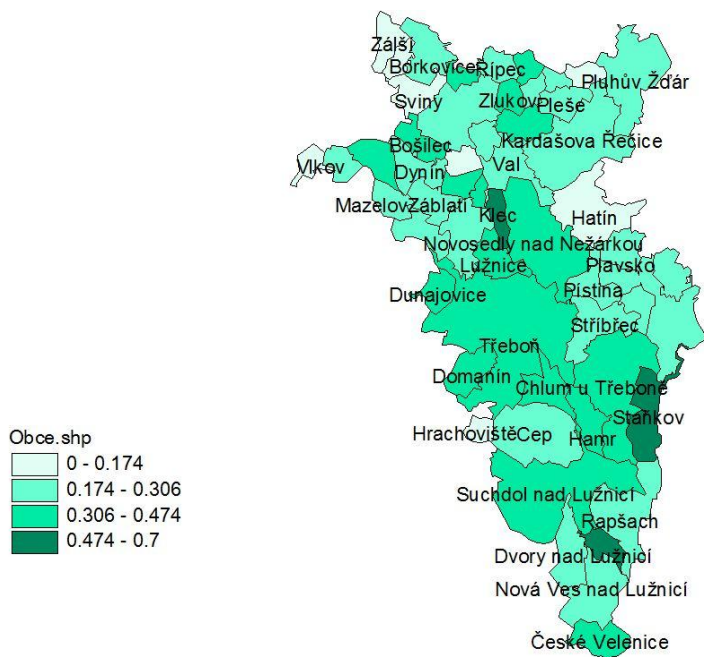 Zálší
Borkovice
Řípec
Pluhův Žďár
Sviny
Zlukov
Pleše
Kardašova Řečice
Bošilec
Vlkov
Dynín
Val
Mazelov
Záblatí
Klec
Hatín
Novosedly nad Nežárkou
Lužnice
Plavsko
Dunajovice
Pístina
Stříbřec
Třeboň
Domanín
Chlum u Třeboně
Staňkov
Hrachoviště
Cep
Hamr
Suchdol nad Lužnicí
Rapšach
Dvory nad Lužnicí
Nová Ves nad Lužnicí
České Velenice
Obce.shp
0 - 0.174
0.174 - 0.306
0.306 - 0.474
0.474 - 0.7